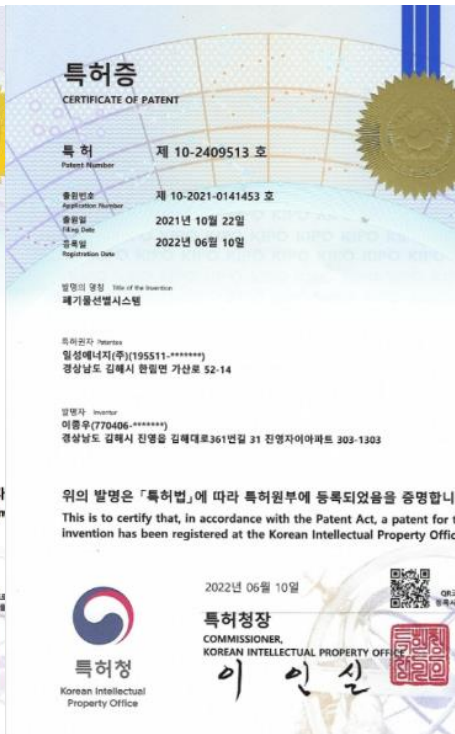 특허증
CERTIFICATE OF PATENT
특 허
제 10-2409513 호
Patent Number
출원번호
제 10-2021-0141453 호
Application Number
출원일
2021년 10월 22일
Filing Date
등록일
2022년 06월 10일
Registration Date
발명의 명칭 Title of the Invention
폐기물선별시스템
특허권자 Patentee
일성에너지(주)(195511-*******)
경상남도 김해시 한림면 가산로 52-14
발명자 Inventor
이종우(770406-*******)
경상남도 김해시 진영읍 김해대로361번길 31 진영자이아파트 303-1303
위의 발명은 「특허법」에 따라 특허원부에 등록되었음을 증명합니
This is to certify that, in accordance with the Patent Act, a patent for t
invention has been registered at the Korean Intellectual Property Offic
2022년 06월 10일
특허청장
COMMISSIONER,
KOREAN INTELLECTUAL PROPERTY OFFICE
이 인 실
특허청
Korean Intellectual
Property Office